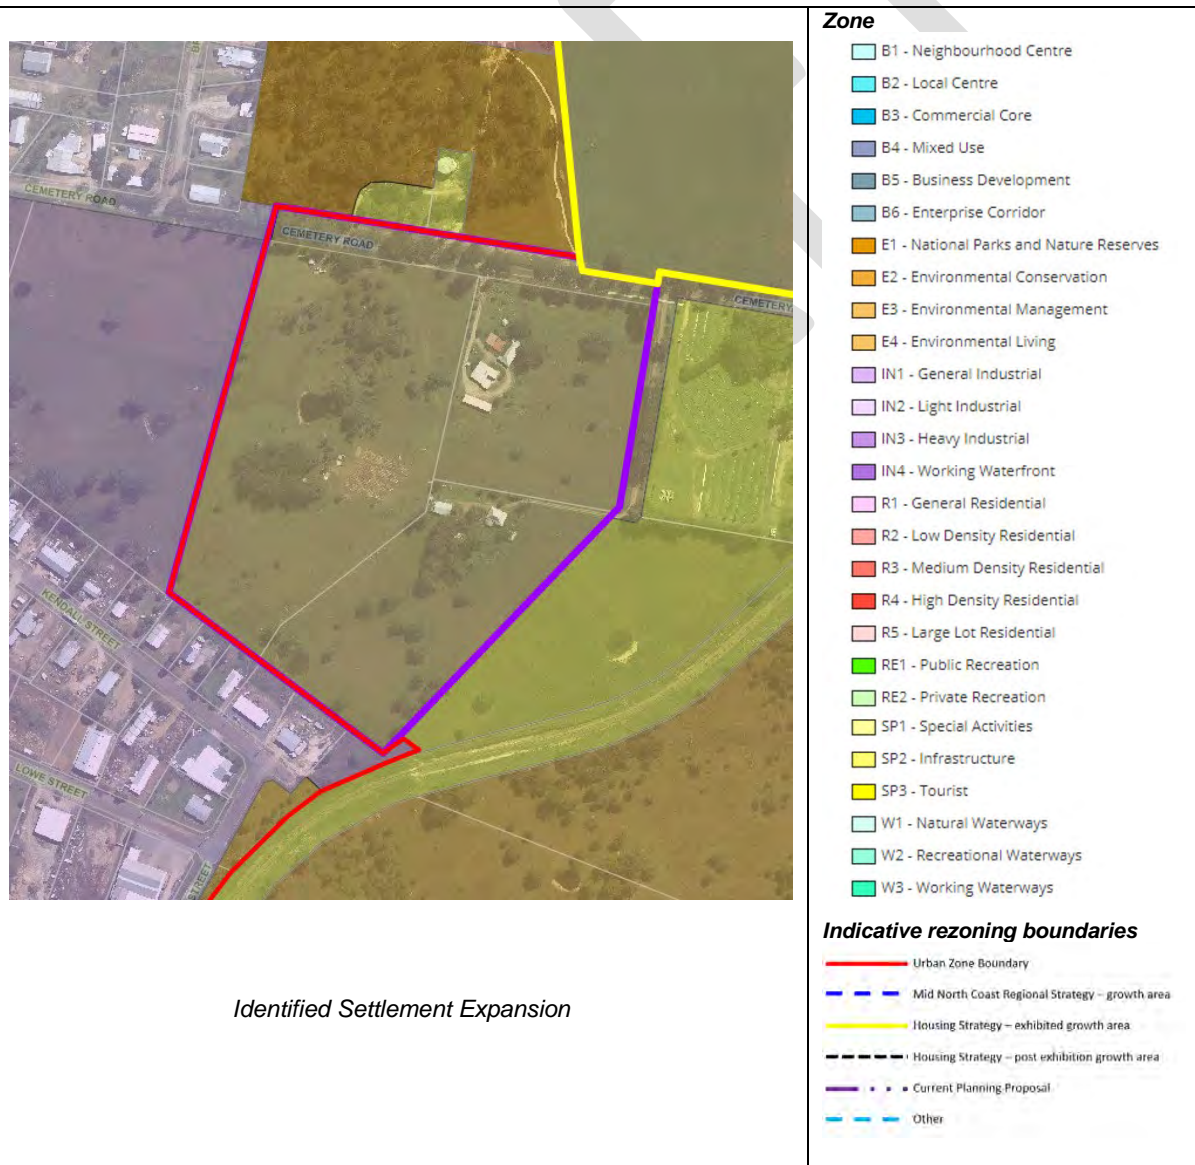 CEMETERY ROAD
CEMETERY ROAD
CEMETERY
KENDALL STREET
LOWE STREET
STREET
Identified Settlement Expansion
Zone
B1 - Neighbourhood Centre
B2 - Local Centre
B3 - Commercial Core
B4 - Mixed Use
B5 - Business Development
B6 - Enterprise Corridor
E1 - National Parks and Nature Reserves
E2 - Environmental Conservation
E3 - Environmental Management
E4 - Environmental Living
IN1 - General Industrial
IN2 - Light Industrial
IN3 - Heavy Industrial
IN4 - Working Waterfront
R1 - General Residential
R2 - Low Density Residential
R3 - Medium Density Residential
R4 - High Density Residential
R5 - Large Lot Residential
RE1 - Public Recreation
RE2 - Private Recreation
SP1 - Special Activities
SP2 - Infrastructure
SP3 - Tourist
W1 - Natural Waterways
W2 - Recreational Waterways
W3 - Working Waterways
Indicative rezoning boundaries
Urban Zone Boundary
Mid North Coast Regional Strategy – growth area
Housing Strategy – exhibited growth area
Housing Strategy – post exhibition growth area
Current Planning Proposal
Other